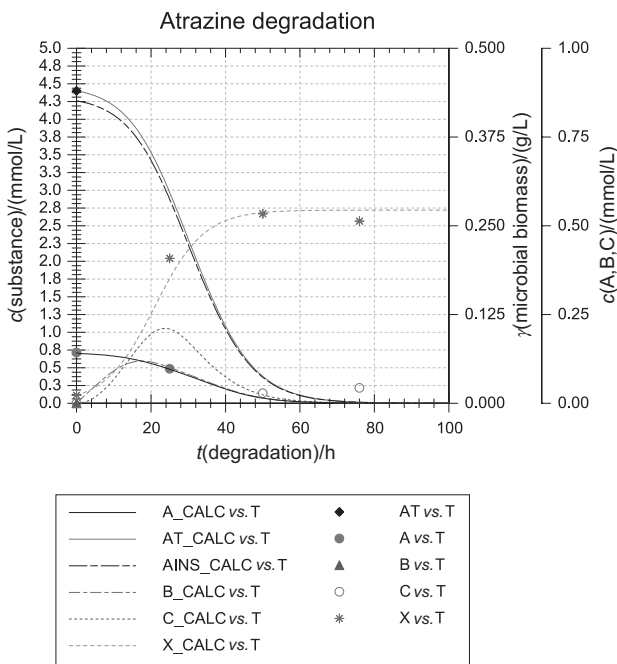 Atrazine degradation
5.0
4.8
4.5
4.3
4.0
3.8
3.5
3.3
3.0
2.8
2.5
2.3
2.0
1.8
1.5
1.3
1.0
0.8
0.5
0.3
0.0
c(substance)/(mmol/L)
0 20 40 60 80 100
t(degradation)/h
0.500
0.375
0.250
0.125
0.000
γ(microbial biomass)/(g/L)
1.00
0.75
0.50
0.25
0.00
c(A,B,C)/(mmol/L)
A_CALC vs.T
AT_CALC vs.T
AINS_CALC vs.T
B_CALC vs.T
C_CALC vs.T
X_CALC vs.T
AT vs.T
A vs.T
B vs.T
C vs.T
X vs.T